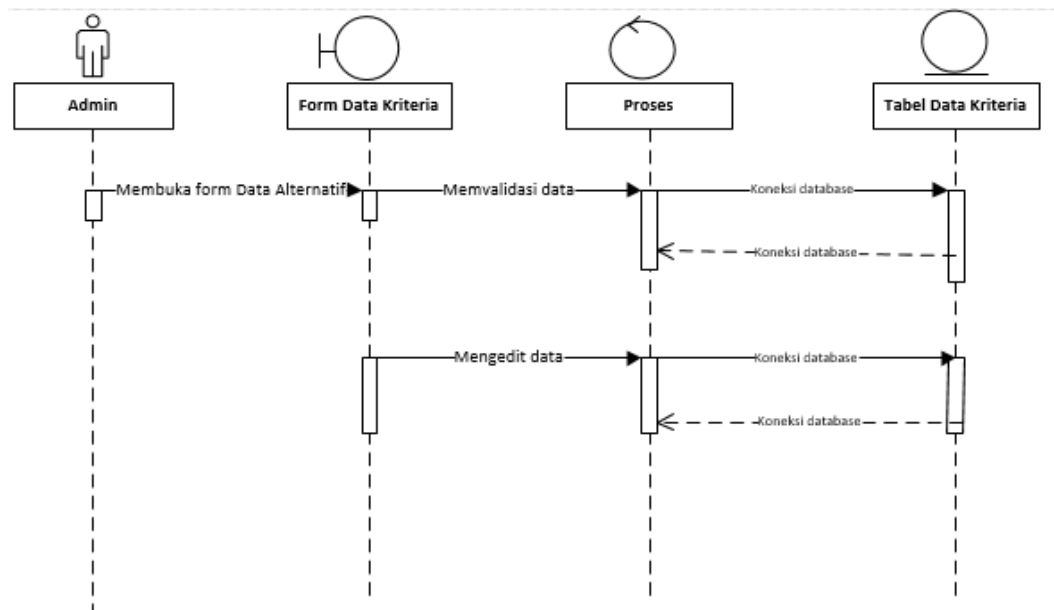 Admin
Form Data Kriteria
Proses
Tabel Data Kriteria
Membuka form Data Alternatif
Memvalidasi data
Koneksi database
Koneksi database
Mengedit data
Koneksi database
Koneksi database